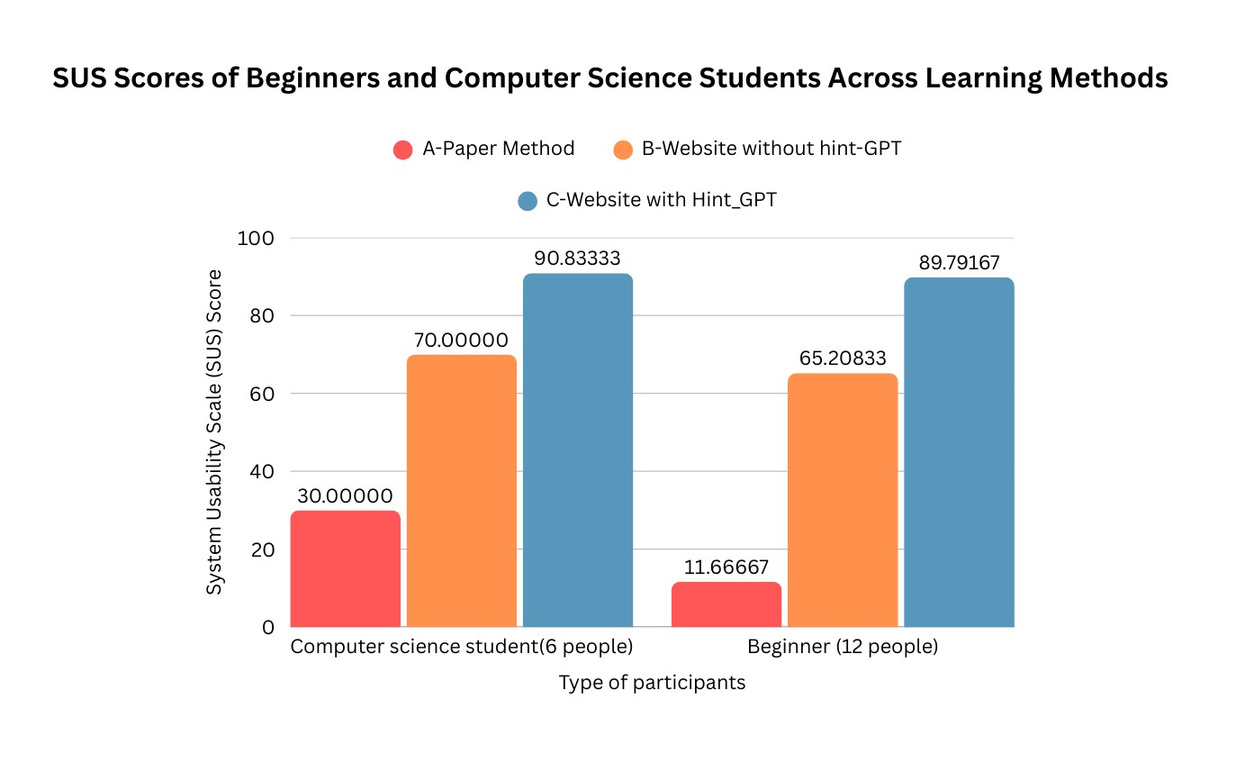 SUS Scores of Beginners and Computer Science Students Across Learning Methods
A-Paper Method
B-Website without hint-GPT
C-Website with Hint_GPT
System Usability Scale (SUS) Score
100
80
60
40
20
0
30.00000
70.00000
90.83333
11.66667
65.20833
89.79167
Computer science student(6 people)
Beginner (12 people)
Type of participants